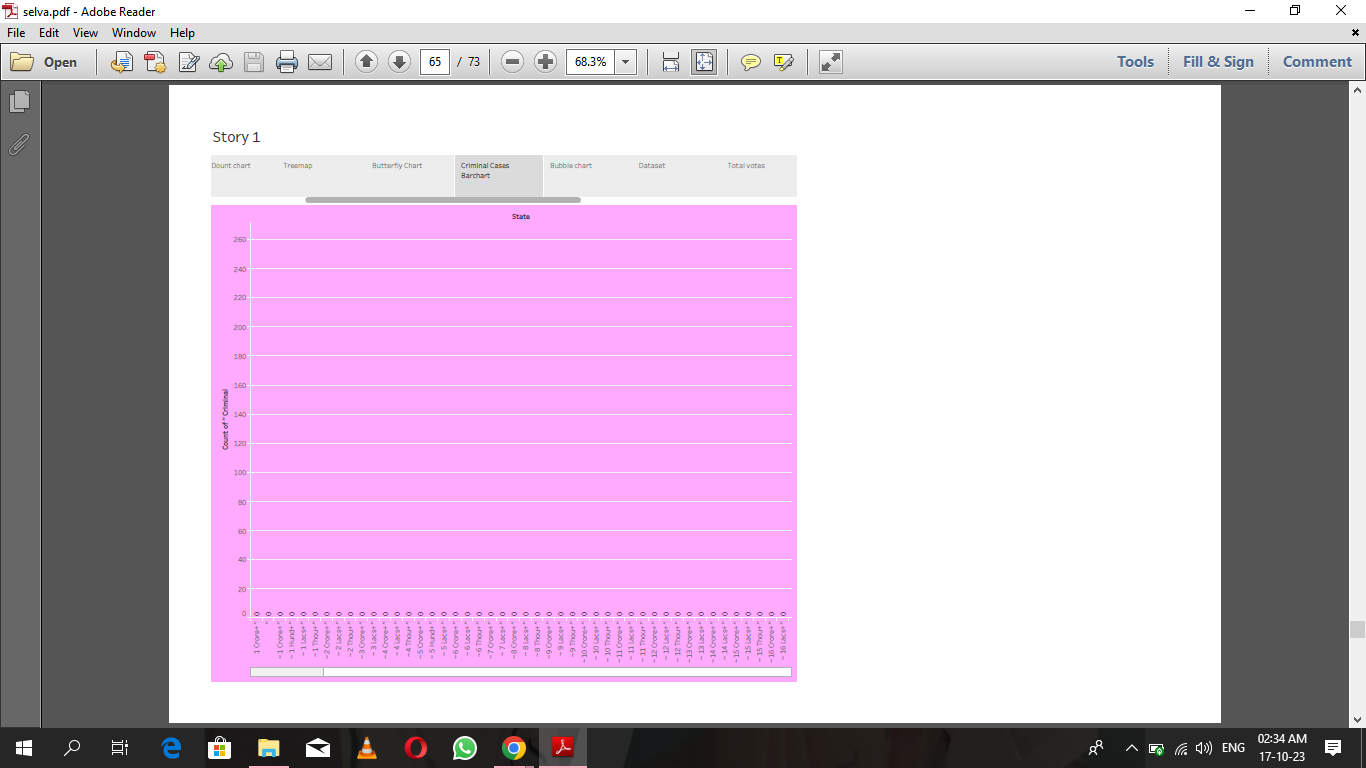 selva.pdf - Adobe Reader
File Edit View Window Help
Open
65 / 73
68.3%
Tools Fill & Sign Comment
Story 1
Dount chart Treemap Butterfly Chart Criminal Cases Barchart Bubble chart Dataset Total votes
State
Count of " Criminal
260
240
220
200
180
160
140
120
100
80
60
40
20
0
0 0 0 0 0 0 0 0 0 0 0 0 0 0 0 0 0 0 0 0 0 0 0 0 0 0 0 0 0 0 0 0 0 0 0 0 0 0 0 0 0 0 0 0 0 0
1 Crore+"
"
~ 1 Crore+"
~ 1 Hund+"
~ 1 Lacs+"
~ 1 Thou+"
~ 2 Crore+"
~ 2 Lacs+"
~ 2 Thou+"
~ 3 Crore+"
~ 3 Lacs+"
~ 4 Crore+"
~ 4 Lacs+"
~ 4 Thou+"
~ 5 Crore+"
~ 5 Hund+"
~ 5 Lacs+"
~ 6 Crore+"
~ 6 Lacs+"
~ 6 Thou+"
~ 7 Crore+"
~ 7 Lacs+"
~ 8 Crore+"
~ 8 Lacs+"
~ 8 Thou+"
~ 9 Crore+"
~ 9 Lacs+"
~ 9 Thou+"
~ 10 Crore+"
~ 10 Lacs+"
~ 10 Thou+"
~ 11 Crore+"
~ 11 Lacs+"
~ 11 Thou+"
~ 12 Crore+"
~ 12 Lacs+"
~ 12 Thou+"
~ 13 Crore+"
~ 13 Lacs+"
~ 14 Crore+"
~ 14 Lacs+"
~ 15 Crore+"
~ 15 Lacs+"
~ 15 Thou+"
~ 16 Crore+"
~ 16 Lacs+"
ENG
02:34 AM
17-10-23